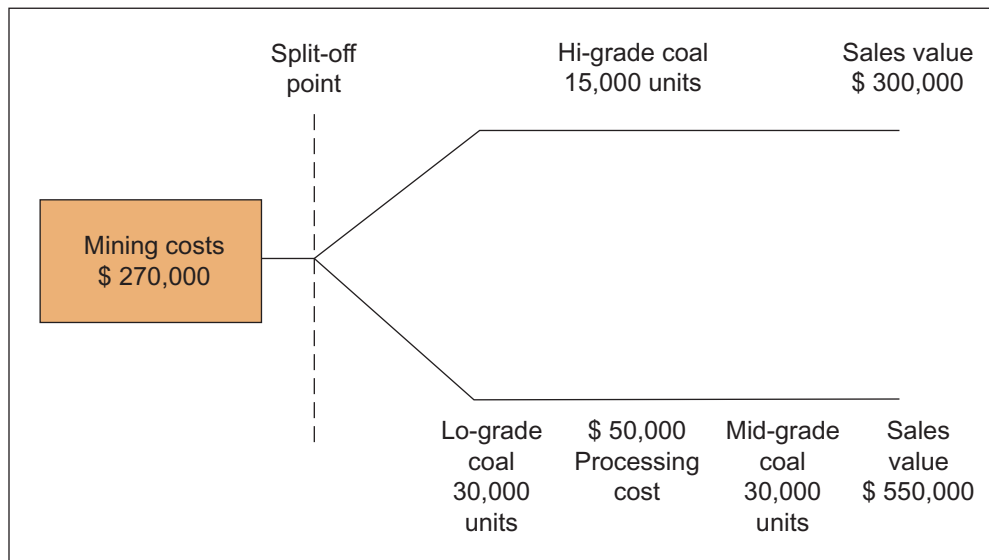 Split-off
point
Hi-grade coal
15,000 units
Sales value
$ 300,000
Mining costs
$ 270,000
Lo-grade
coal
30,000
units
$ 50,000
Processing
cost
Mid-grade
coal
30,000
units
Sales
value
$ 550,000